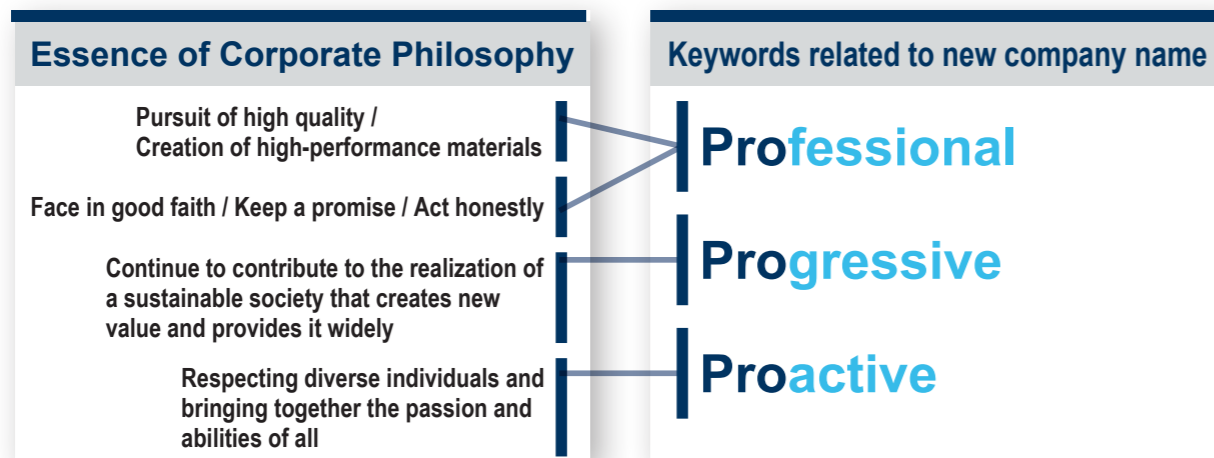 Essence of Corporate Philosophy
Pursuit of high quality /
Creation of high-performance materials
Face in good faith / Keep a promise / Act honestly
Continue to contribute to the realization of
a sustainable society that creates new
value and provides it widely
Respecting diverse individuals and
bringing together the passion and
abilities of all
Keywords related to new company name
Professional
Progressive
Proactive